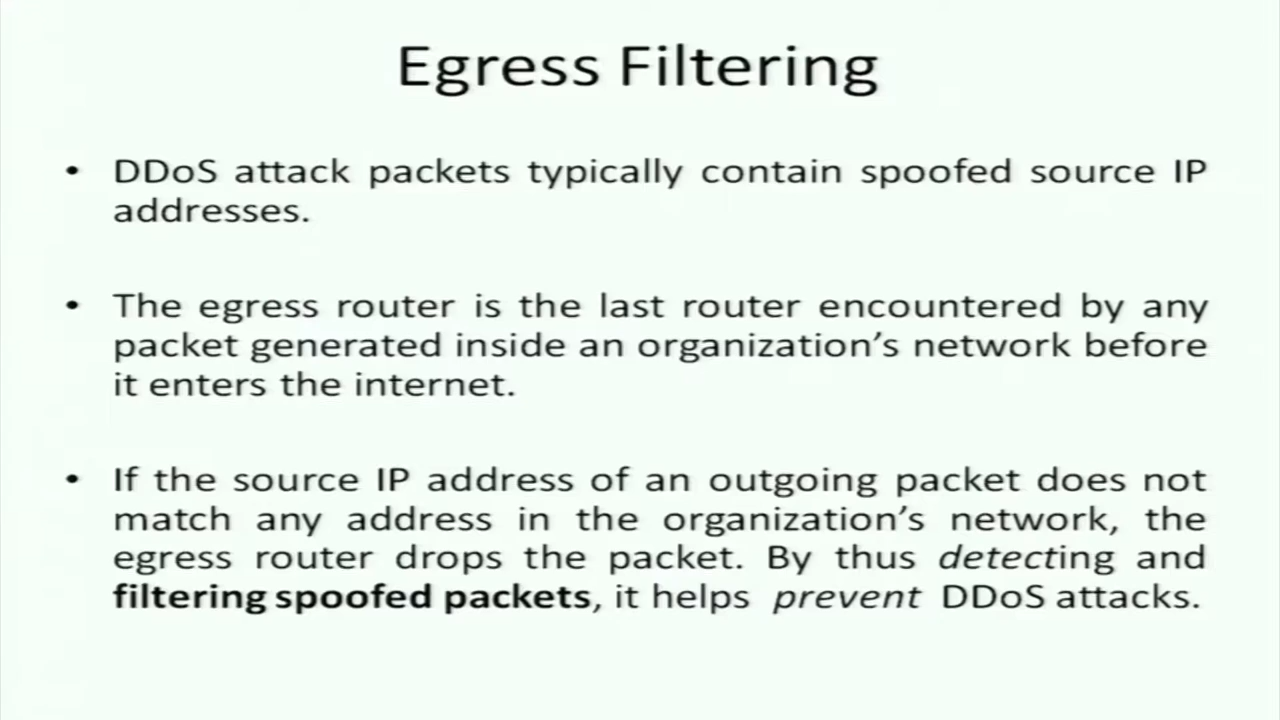 Egress Filtering
• DDoS attack packets typically contain spoofed source IP
addresses.
• The egress router is the last router encountered by any
packet generated inside an organization’s network before
it enters the internet.
• If the source IP address of an outgoing packet does not
match any address in the organization’s network, the
egress router drops the packet. By thus detecting and
filtering spoofed packets, it helps prevent DDoS attacks.